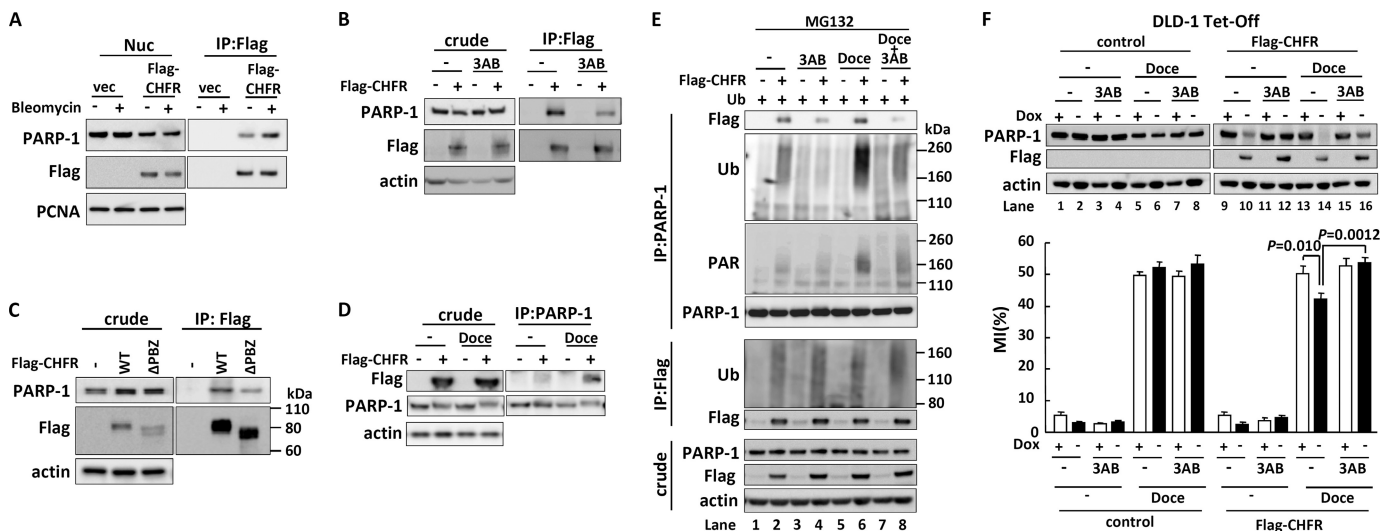 A
Nuc IP:Flag
vec Flag-CHFR vec Flag-CHFR
Bleomycin - + - + - + - +
PARP-1
Flag
PCNA
B
crude IP:Flag
- 3AB - 3AB
Flag-CHFR - + - + - + - +
PARP-1
Flag
actin
C
crude IP: Flag
Flag-CHFR - WT ΔPBZ - WT ΔPBZ
PARP-1
kDa
110
Flag 80
60
actin
D
crude IP:PARP-1
- Doce - Doce
Flag-CHFR - + - + - + - +
Flag
PARP-1
actin
E
MG132
- 3AB Doce Doce + 3AB
Flag-CHFR - + - + - + - +
Ub + + + + + + + +
IP:PARP-1
Flag
kDa
260
Ub
160
110
260
PAR 160
110
PARP-1
IP:Flag
160
Ub 110
80
Flag
crude
PARP-1
Flag
actin
Lane 1 2 3 4 5 6 7 8
F
DLD-1 Tet-Off
control Flag-CHFR
- Doce - Doce
- 3AB - 3AB - 3AB - 3AB
Dox + - + - + - + - + - + - + - + -
PARP-1
Flag
actin
Lane 1 2 3 4 5 6 7 8 9 10 11 12 13 14 15 16
P=0.010 P=0.0012
MI(%)
60
50
40
30
20
10
0
Dox + - + - + - + - + - + - + - + -
- 3AB - 3AB - 3AB - 3AB
- Doce - Doce
control Flag-CHFR